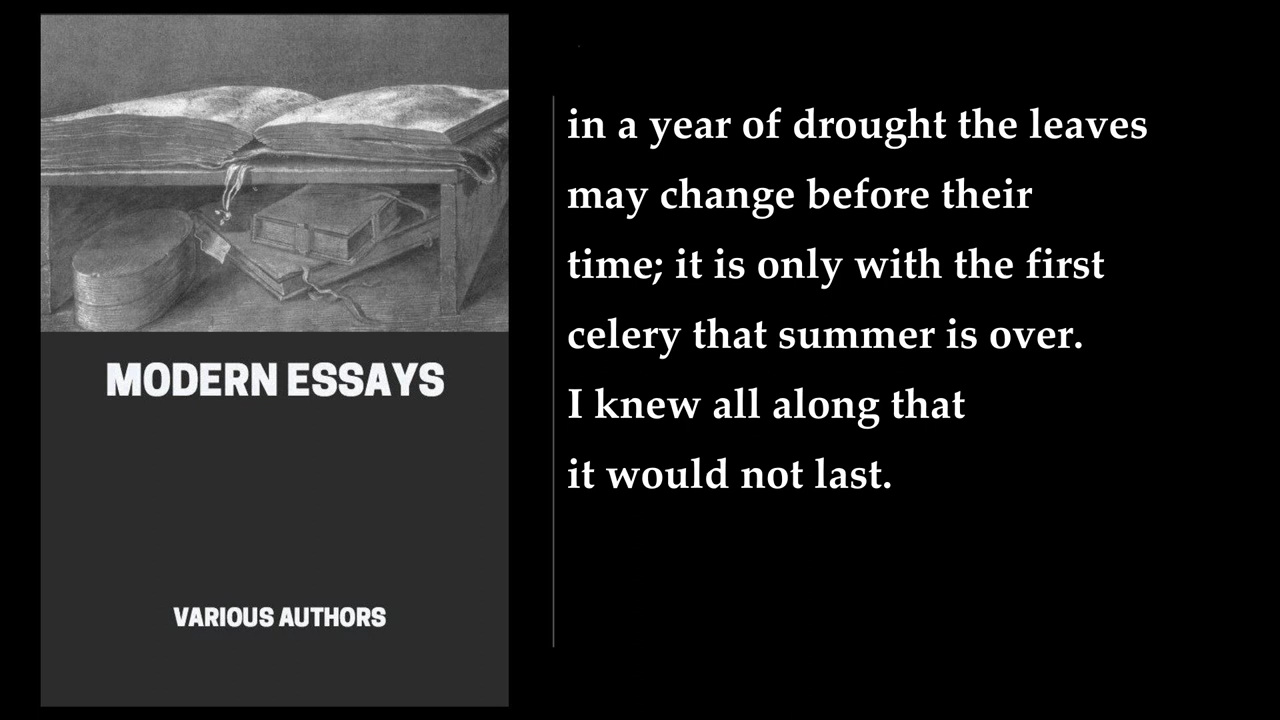 MODERN ESSAYS
VARIOUS AUTHORS
in a year of drought the leaves
may change before their
time; it is only with the first
celery that summer is over.
I knew all along that
it would not last.